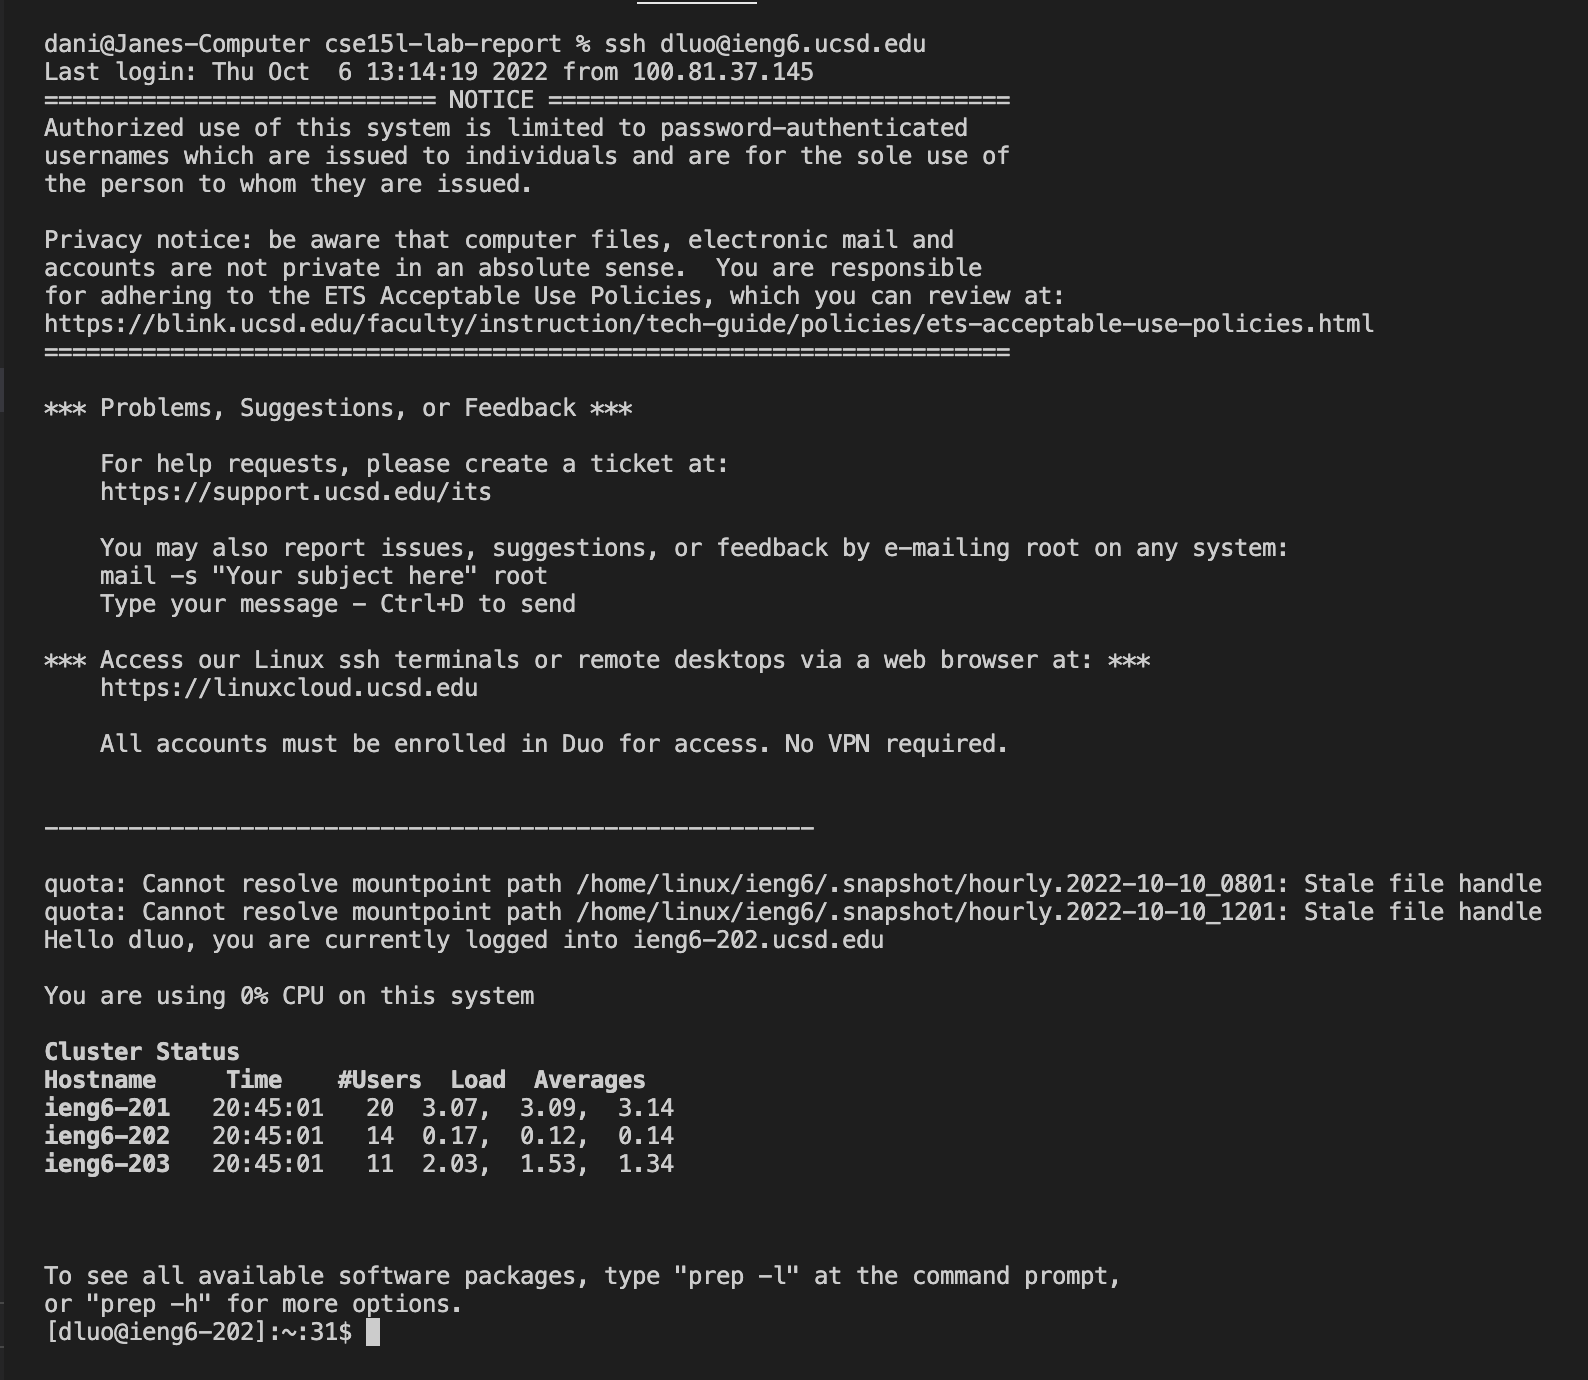 dani@Janes-Computer cse15l-lab-report % ssh dluo@ieng6.ucsd.edu
Last login: Thu Oct  6 13:14:19 2022 from 100.81.37.145
============================ NOTICE =================================
Authorized use of this system is limited to password-authenticated
usernames which are issued to individuals and are for the sole use of
the person to whom they are issued.

Privacy notice: be aware that computer files, electronic mail and
accounts are not private in an absolute sense.  You are responsible
for adhering to the ETS Acceptable Use Policies, which you can review at:
https://blink.ucsd.edu/faculty/instruction/tech-guide/policies/ets-acceptable-use-policies.html
=====================================================================

*** Problems, Suggestions, or Feedback ***

    For help requests, please create a ticket at:
    https://support.ucsd.edu/its

    You may also report issues, suggestions, or feedback by e-mailing root on any system:
    mail -s "Your subject here" root
    Type your message - Ctrl+D to send

*** Access our Linux ssh terminals or remote desktops via a web browser at: ***
    https://linuxcloud.ucsd.edu

    All accounts must be enrolled in Duo for access. No VPN required.


-------------------------------------------------------

quota: Cannot resolve mountpoint path /home/linux/ieng6/.snapshot/hourly.2022-10-10_0801: Stale file handle
quota: Cannot resolve mountpoint path /home/linux/ieng6/.snapshot/hourly.2022-10-10_1201: Stale file handle
Hello dluo, you are currently logged into ieng6-202.ucsd.edu

You are using 0% CPU on this system

Cluster Status
Hostname     Time    #Users  Load  Averages
ieng6-201   20:45:01   20  3.07,  3.09,  3.14
ieng6-202   20:45:01   14  0.17,  0.12,  0.14
ieng6-203   20:45:01   11  2.03,  1.53,  1.34



To see all available software packages, type "prep -l" at the command prompt,
or "prep -h" for more options.
[dluo@ieng6-202]:~:31$